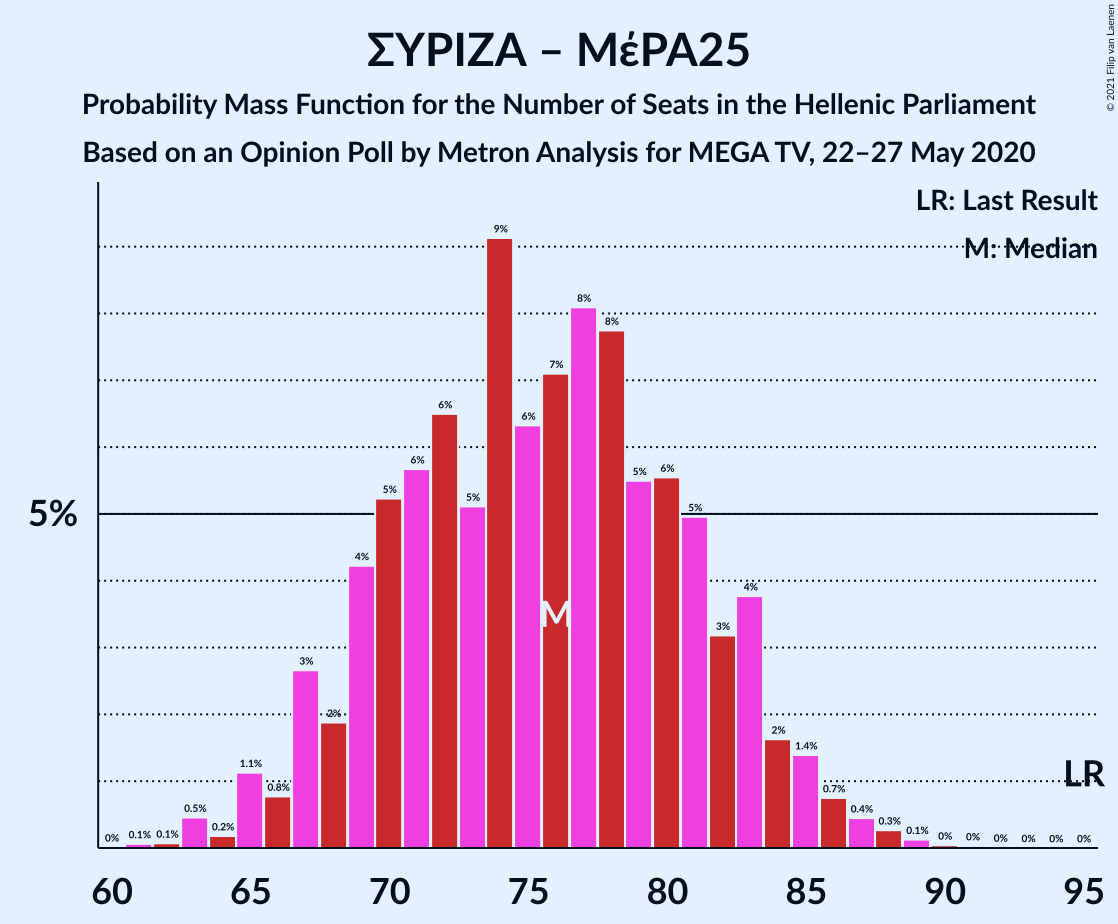 ΣΥΡΙΖΑ – ΜέΡΑ25
Probability Mass Function for the Number of Seats in the Hellenic Parliament
Based on an Opinion Poll by Metron Analysis for MEGA TV, 22–27 May 2020
© 2021 Filip van Laenen
LR: Last Result
M: Median
5%
0% 0.1% 0.1% 0.5% 0.2% 1.1% 0.8% 3% 2% 4% 5% 6% 6% 5% 9% 6% 7% 8% 8% 5% 6% 5% 3% 4% 2% 1.4% 0.7% 0.4% 0.3% 0.1% 0% 0% 0% 0% 0% 0%
M
LR
60 65 70 75 80 85 90 95